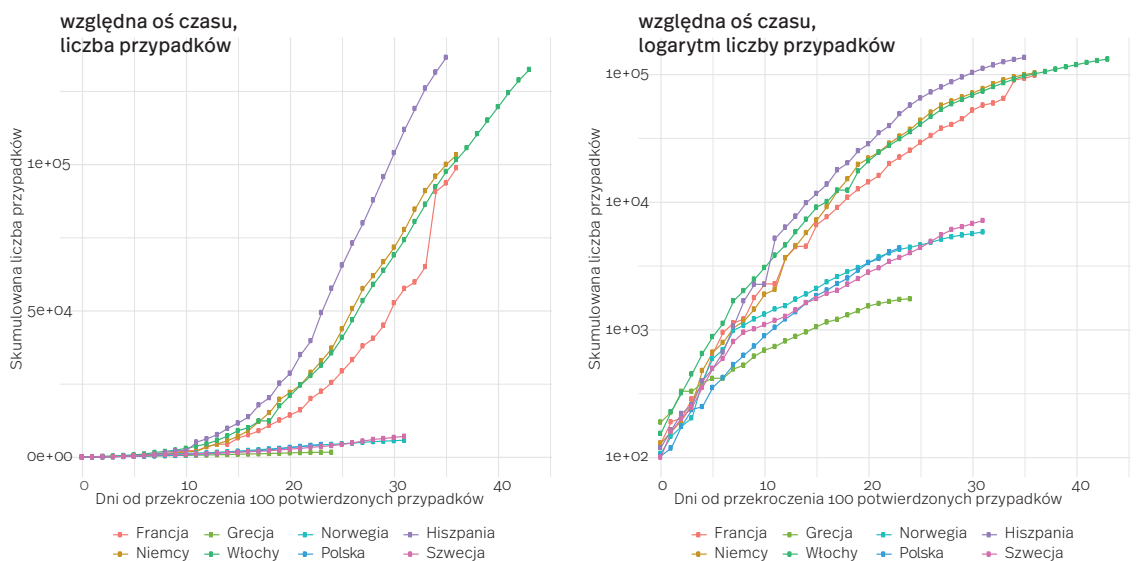 względna oś czasu,
liczba przypadków
Skumulowana liczba przypadków
1E+05
5E+04
0E+00
0 10 20 30 40
Dni od przekroczenia 100 potwierdzonych przypadków
Francja Grecja Norwegia Hiszpania
Niemcy Włochy Polska Szwecja
względna oś czasu,
logarytm liczby przypadków
Skumulowana liczba przypadków
1E+05
1E+04
1E+03
1E+02
0 10 20 30 40
Dni od przekroczenia 100 potwierdzonych przypadków
Francja Grecja Norwegia Hiszpania
Niemcy Włochy Polska Szwecja